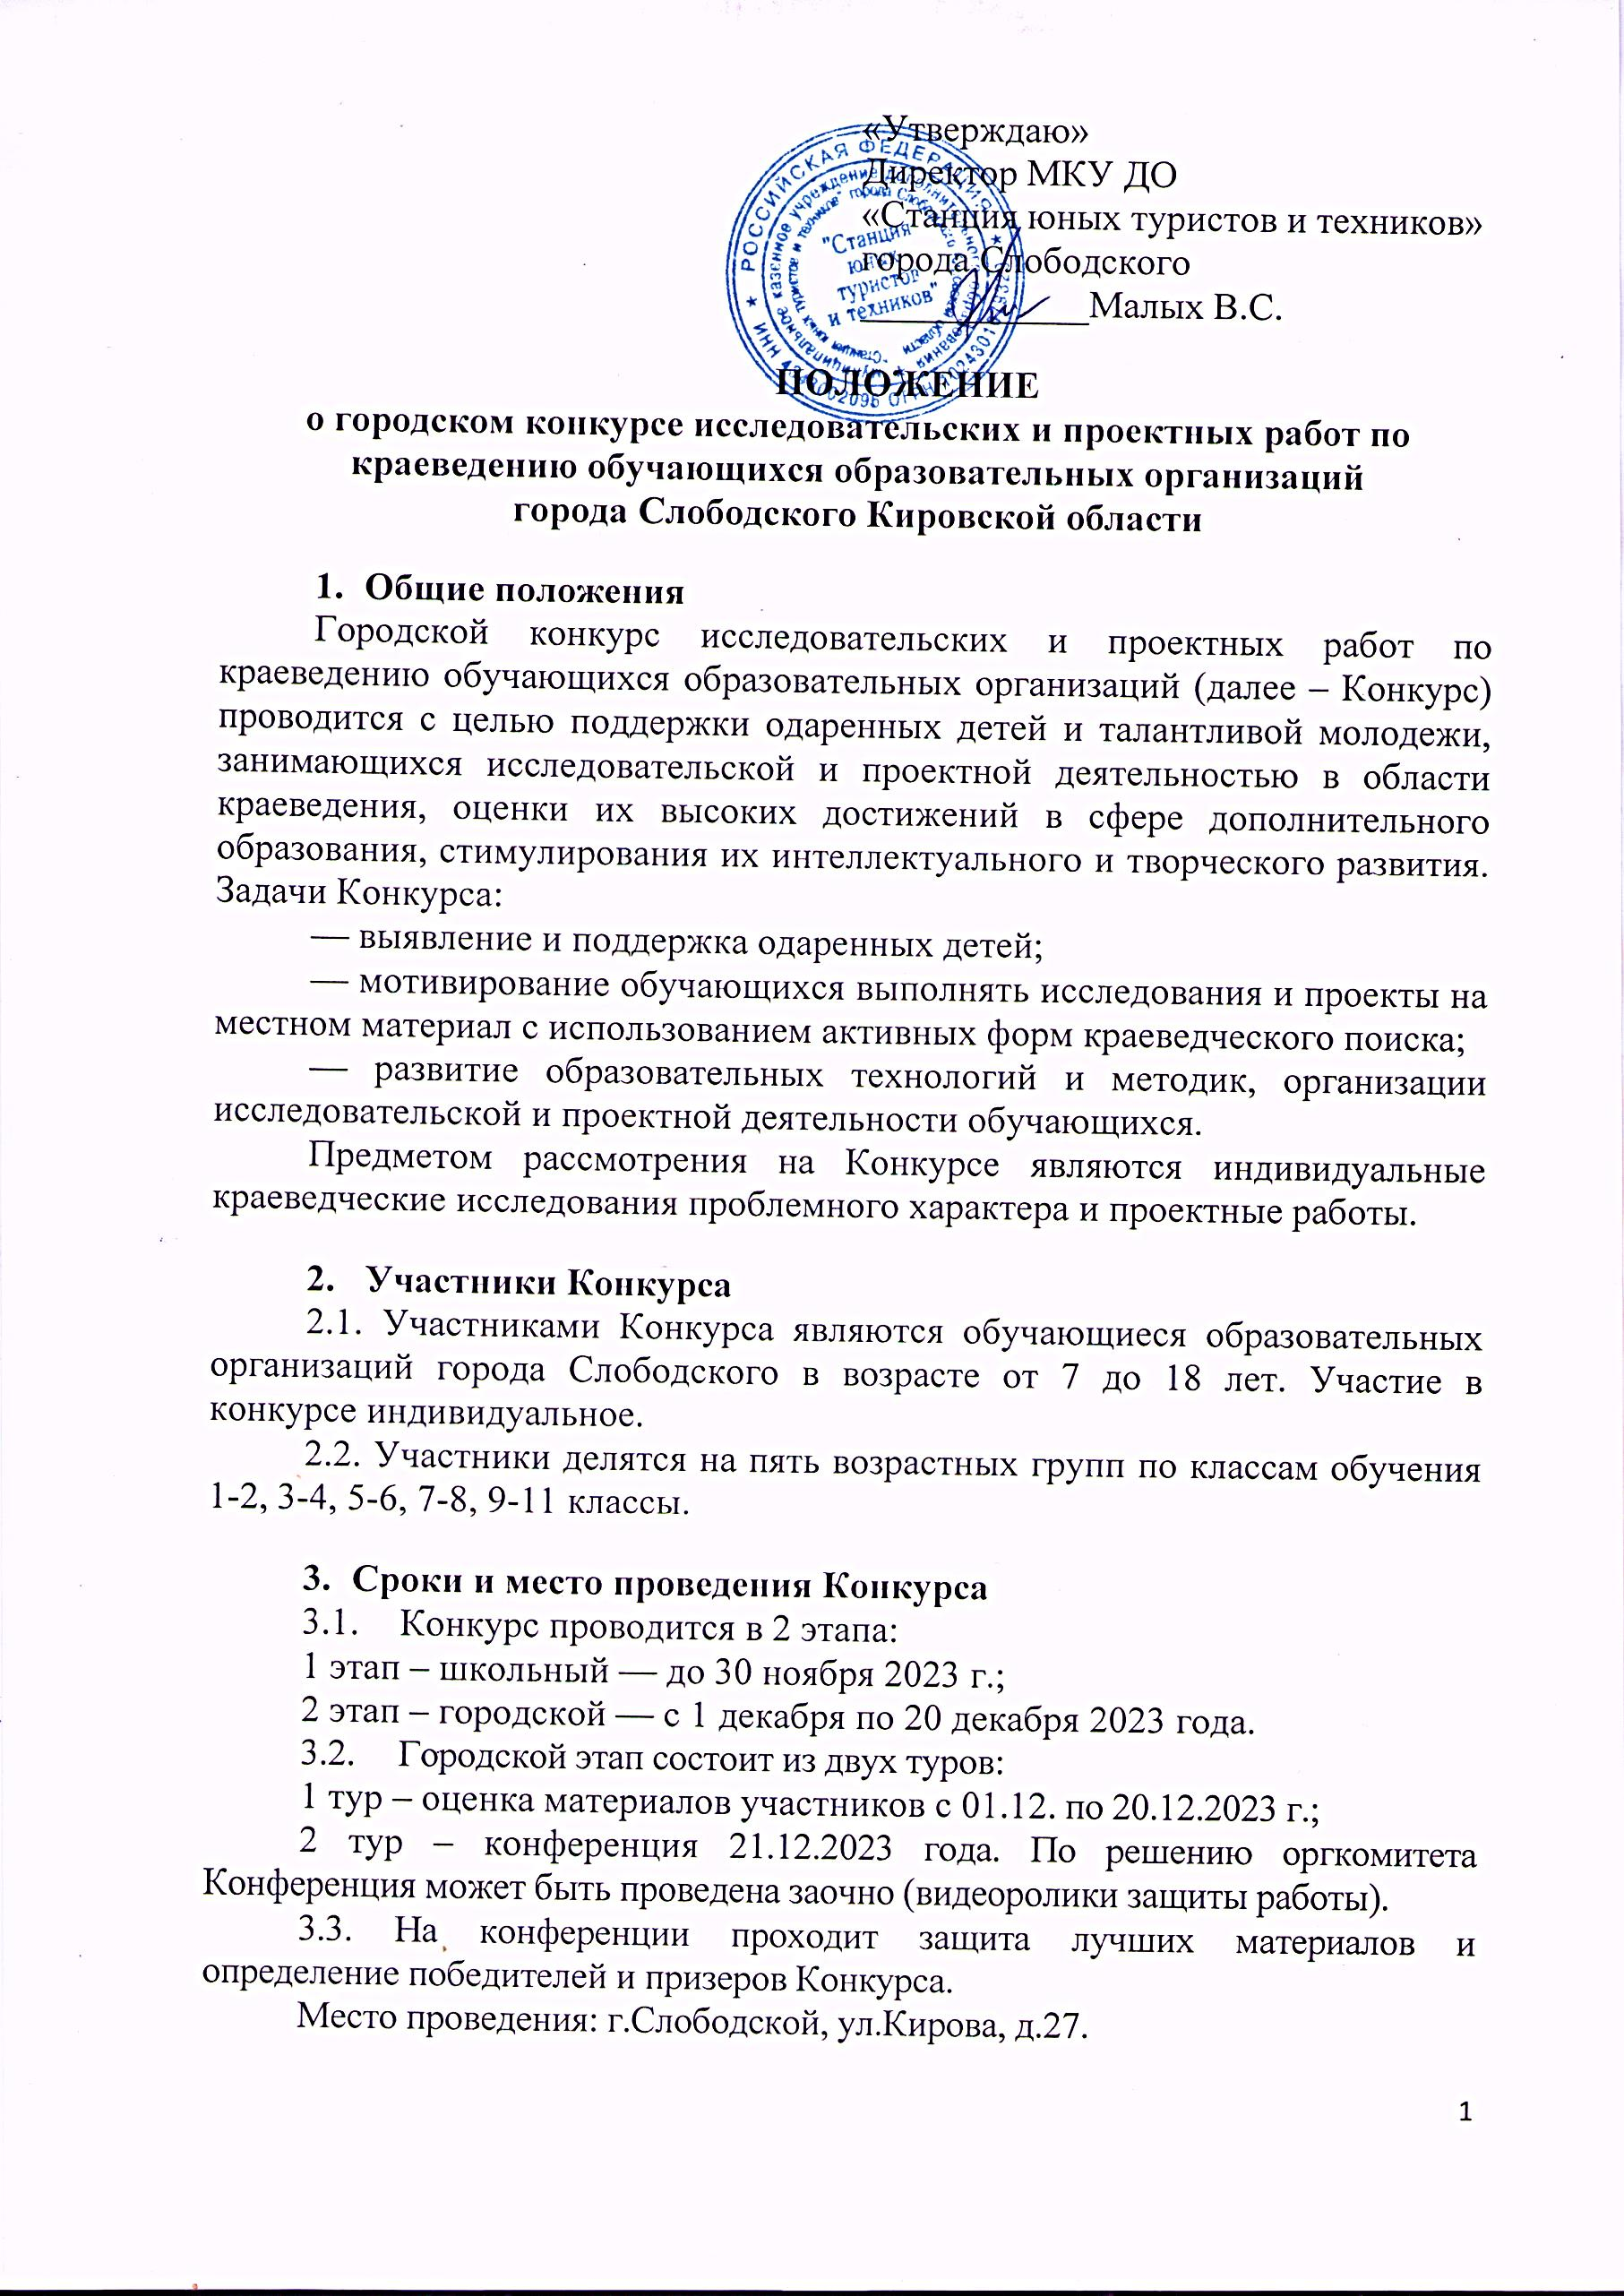 «Утверждаю»
Директор МКУ ДО
«Станция юных туристов и техников»
города Слободского
Малых В.С.
РОССИЙСКАЯ ФЕДЕРАЦИЯ
"Станция
юных
туристов
и техников"
ПОЛОЖЕНИЕ
о городском конкурсе исследовательских и проектных работ по
краеведению обучающихся образовательных организаций
города Слободского Кировской области
1. Общие положения
Городской конкурс исследовательских и проектных работ по
краеведению обучающихся образовательных организаций (далее – Конкурс)
проводится с целью поддержки одаренных детей и талантливой молодежи,
занимающихся исследовательской и проектной деятельностью в области
краеведения, оценки их высоких достижений в сфере дополнительного
образования, стимулирования их интеллектуального и творческого развития.
Задачи Конкурса:
— выявление и поддержка одаренных детей;
— мотивирование обучающихся выполнять исследования и проекты на
местном материал с использованием активных форм краеведческого поиска;
— развитие образовательных технологий и методик, организации
исследовательской и проектной деятельности обучающихся.
Предметом рассмотрения на Конкурсе являются индивидуальные
краеведческие исследования проблемного характера и проектные работы.
2. Участники Конкурса
2.1. Участниками Конкурса являются обучающиеся образовательных
организаций города Слободского в возрасте от 7 до 18 лет. Участие в
конкурсе индивидуальное.
2.2. Участники делятся на пять возрастных групп по классам обучения
1-2, 3-4, 5-6, 7-8, 9-11 классы.
3. Сроки и место проведения Конкурса
3.1. Конкурс проводится в 2 этапа:
1 этап – школьный — до 30 ноября 2023 г.;
2 этап – городской — с 1 декабря по 20 декабря 2023 года.
3.2. Городской этап состоит из двух туров:
1 тур – оценка материалов участников с 01.12. по 20.12.2023 г.;
2 тур – конференция 21.12.2023 года. По решению оргкомитета
Конференция может быть проведена заочно (видеоролики защиты работы).
3.3. На конференции проходит защита лучших материалов и
определение победителей и призеров Конкурса.
Место проведения: г.Слободской, ул.Кирова, д.27.
1